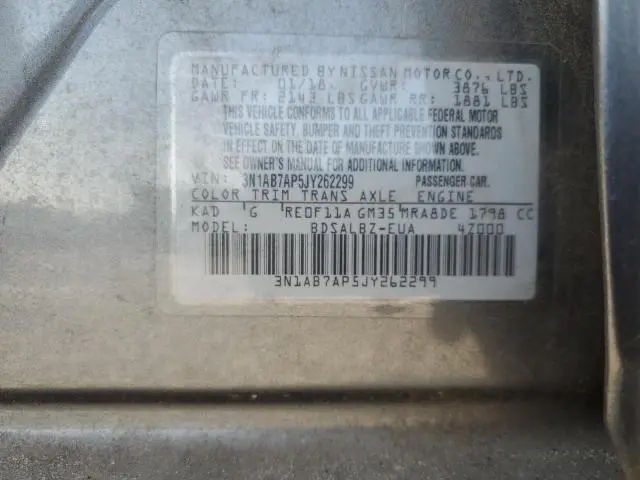 MANUFACTURED BY NISSAN MOTOR CO., LTD.
DATE: 01/18 GVWR: 3876 LBS
GAWR FR: 2143 LBS GAWR RR: 1881 LBS
THIS VEHICLE CONFORMS TO ALL APPLICABLE FEDERAL MOTOR
VEHICLE SAFETY, BUMPER AND THEFT PREVENTION STANDARDS
IN EFFECT ON THE DATE OF MANUFACTURE SHOWN ABOVE.
SEE OWNER'S MANUAL FOR ADDITIONAL INFORMATION.
VIN: 3N1AB7AP5JY262299 PASSENGER CAR.
COLOR TRIM TRANS AXLE ENGINE
KAD G RE0F11A GM35 MRA8DE 1798 CC
MODEL: BDSALBZ-EUA 4Z000
3N1AB7AP5JY262299